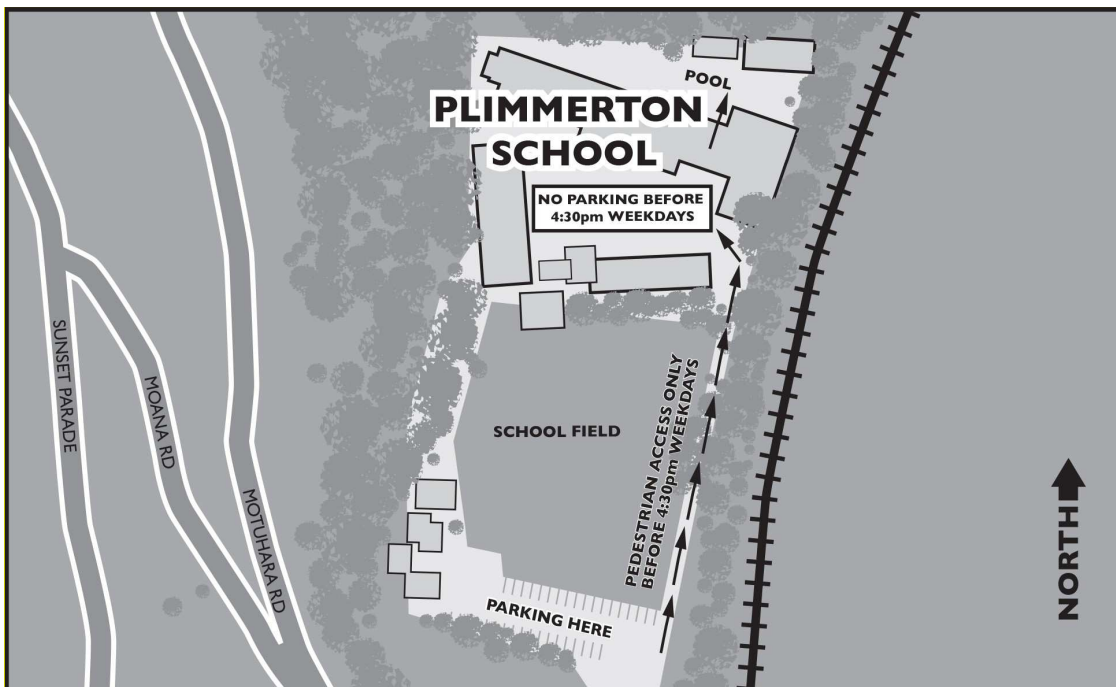 POOL
PLIMMERTON
SCHOOL
NO PARKING BEFORE
4:30pm WEEKDAYS
SUNSET PARADE
MOANA RD
MOTUHARA RD
SCHOOL FIELD
PEDESTRIAN ACCESS ONLY
BEFORE 4:30pm WEEKDAYS
PARKING HERE
NORTH